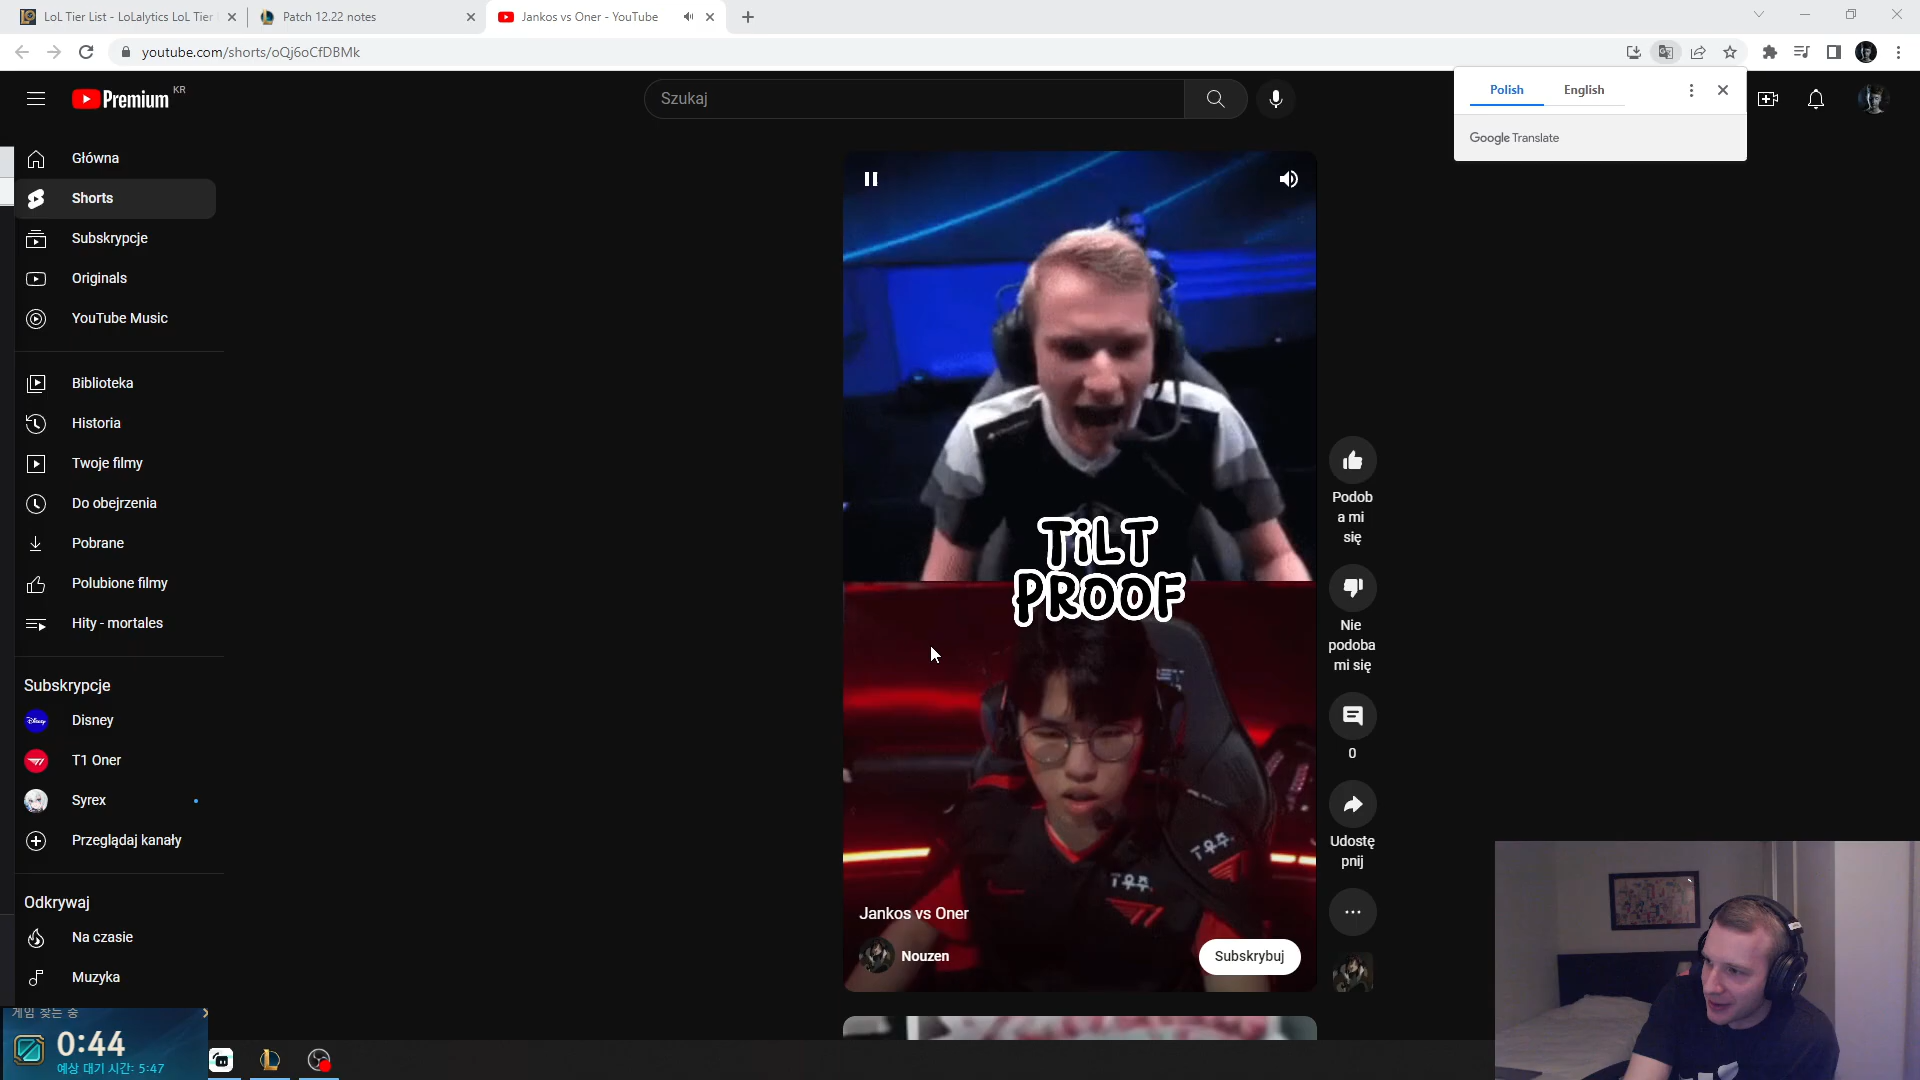 LoL Tier List - LoLalytics LoL Tier
Patch 12.22 notes
Jankos vs Oner - YouTube
youtube.com/shorts/oQj6oCfDBMk
Premium
KR
Szukaj
Polish
English
Google Translate
Główna
Shorts
Subskrypcje
Originals
YouTube Music
Biblioteka
Historia
Twoje filmy
Do obejrzenia
Pobrane
Polubione filmy
Hity - mortales
Subskrypcje
Disney
T1 Oner
Syrex
Przeglądaj kanały
Odkrywaj
Na czasie
Muzyka
TiLT
PROOF
Jankos vs Oner
Nouzen
Subskrybuj
Podob
a mi
się
Nie
podoba
mi się
0
Udostę
pnij
게임 찾는 중
0:44
예상 대기 시간: 5:47